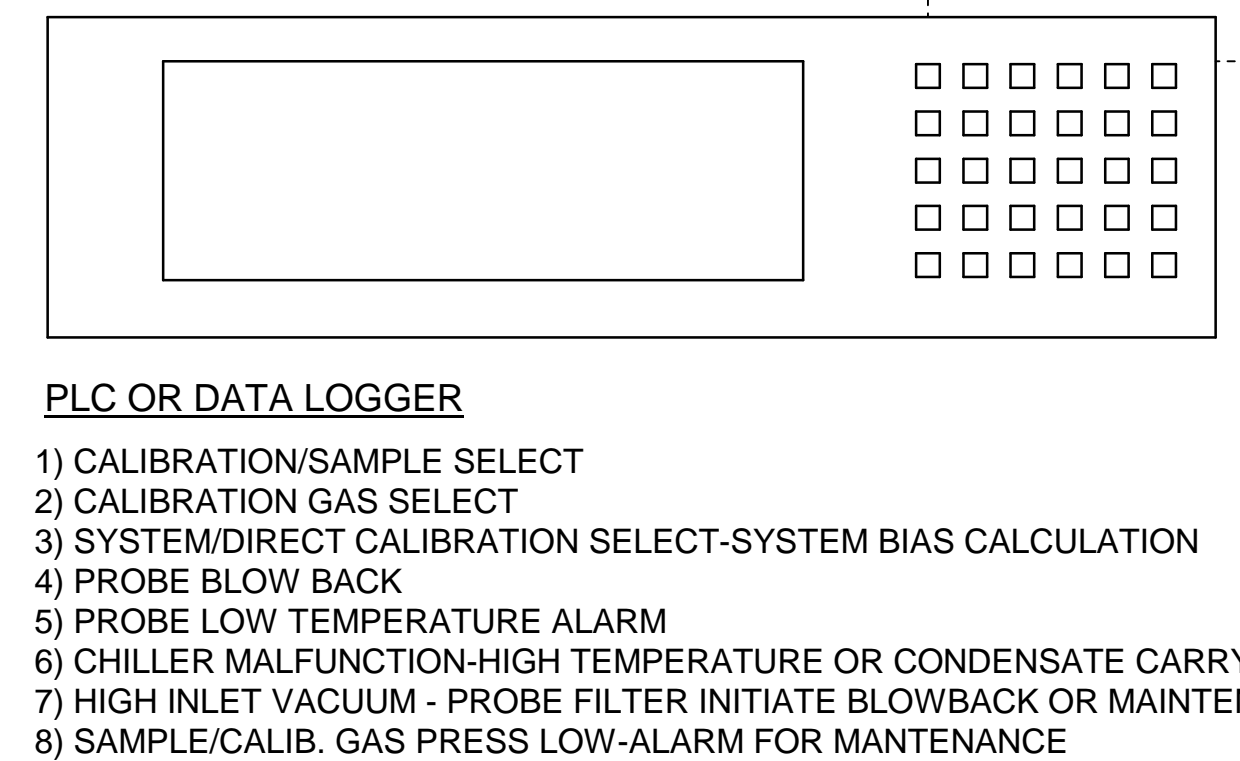 PLC OR DATA LOGGER
1) CALIBRATION/SAMPLE SELECT
2) CALIBRATION GAS SELECT
3) SYSTEM/DIRECT CALIBRATION SELECT-SYSTEM BIAS CALCULATION
4) PROBE BLOW BACK
5) PROBE LOW TEMPERATURE ALARM
6) CHILLER MALFUNCTION-HIGH TEMPERATURE OR CONDENSATE CARRY
7) HIGH INLET VACUUM - PROBE FILTER INITIATE BLOWBACK OR
8) SAMPLE/CALIB. GAS PRESS LOW-ALARM FOR MANTENANCE